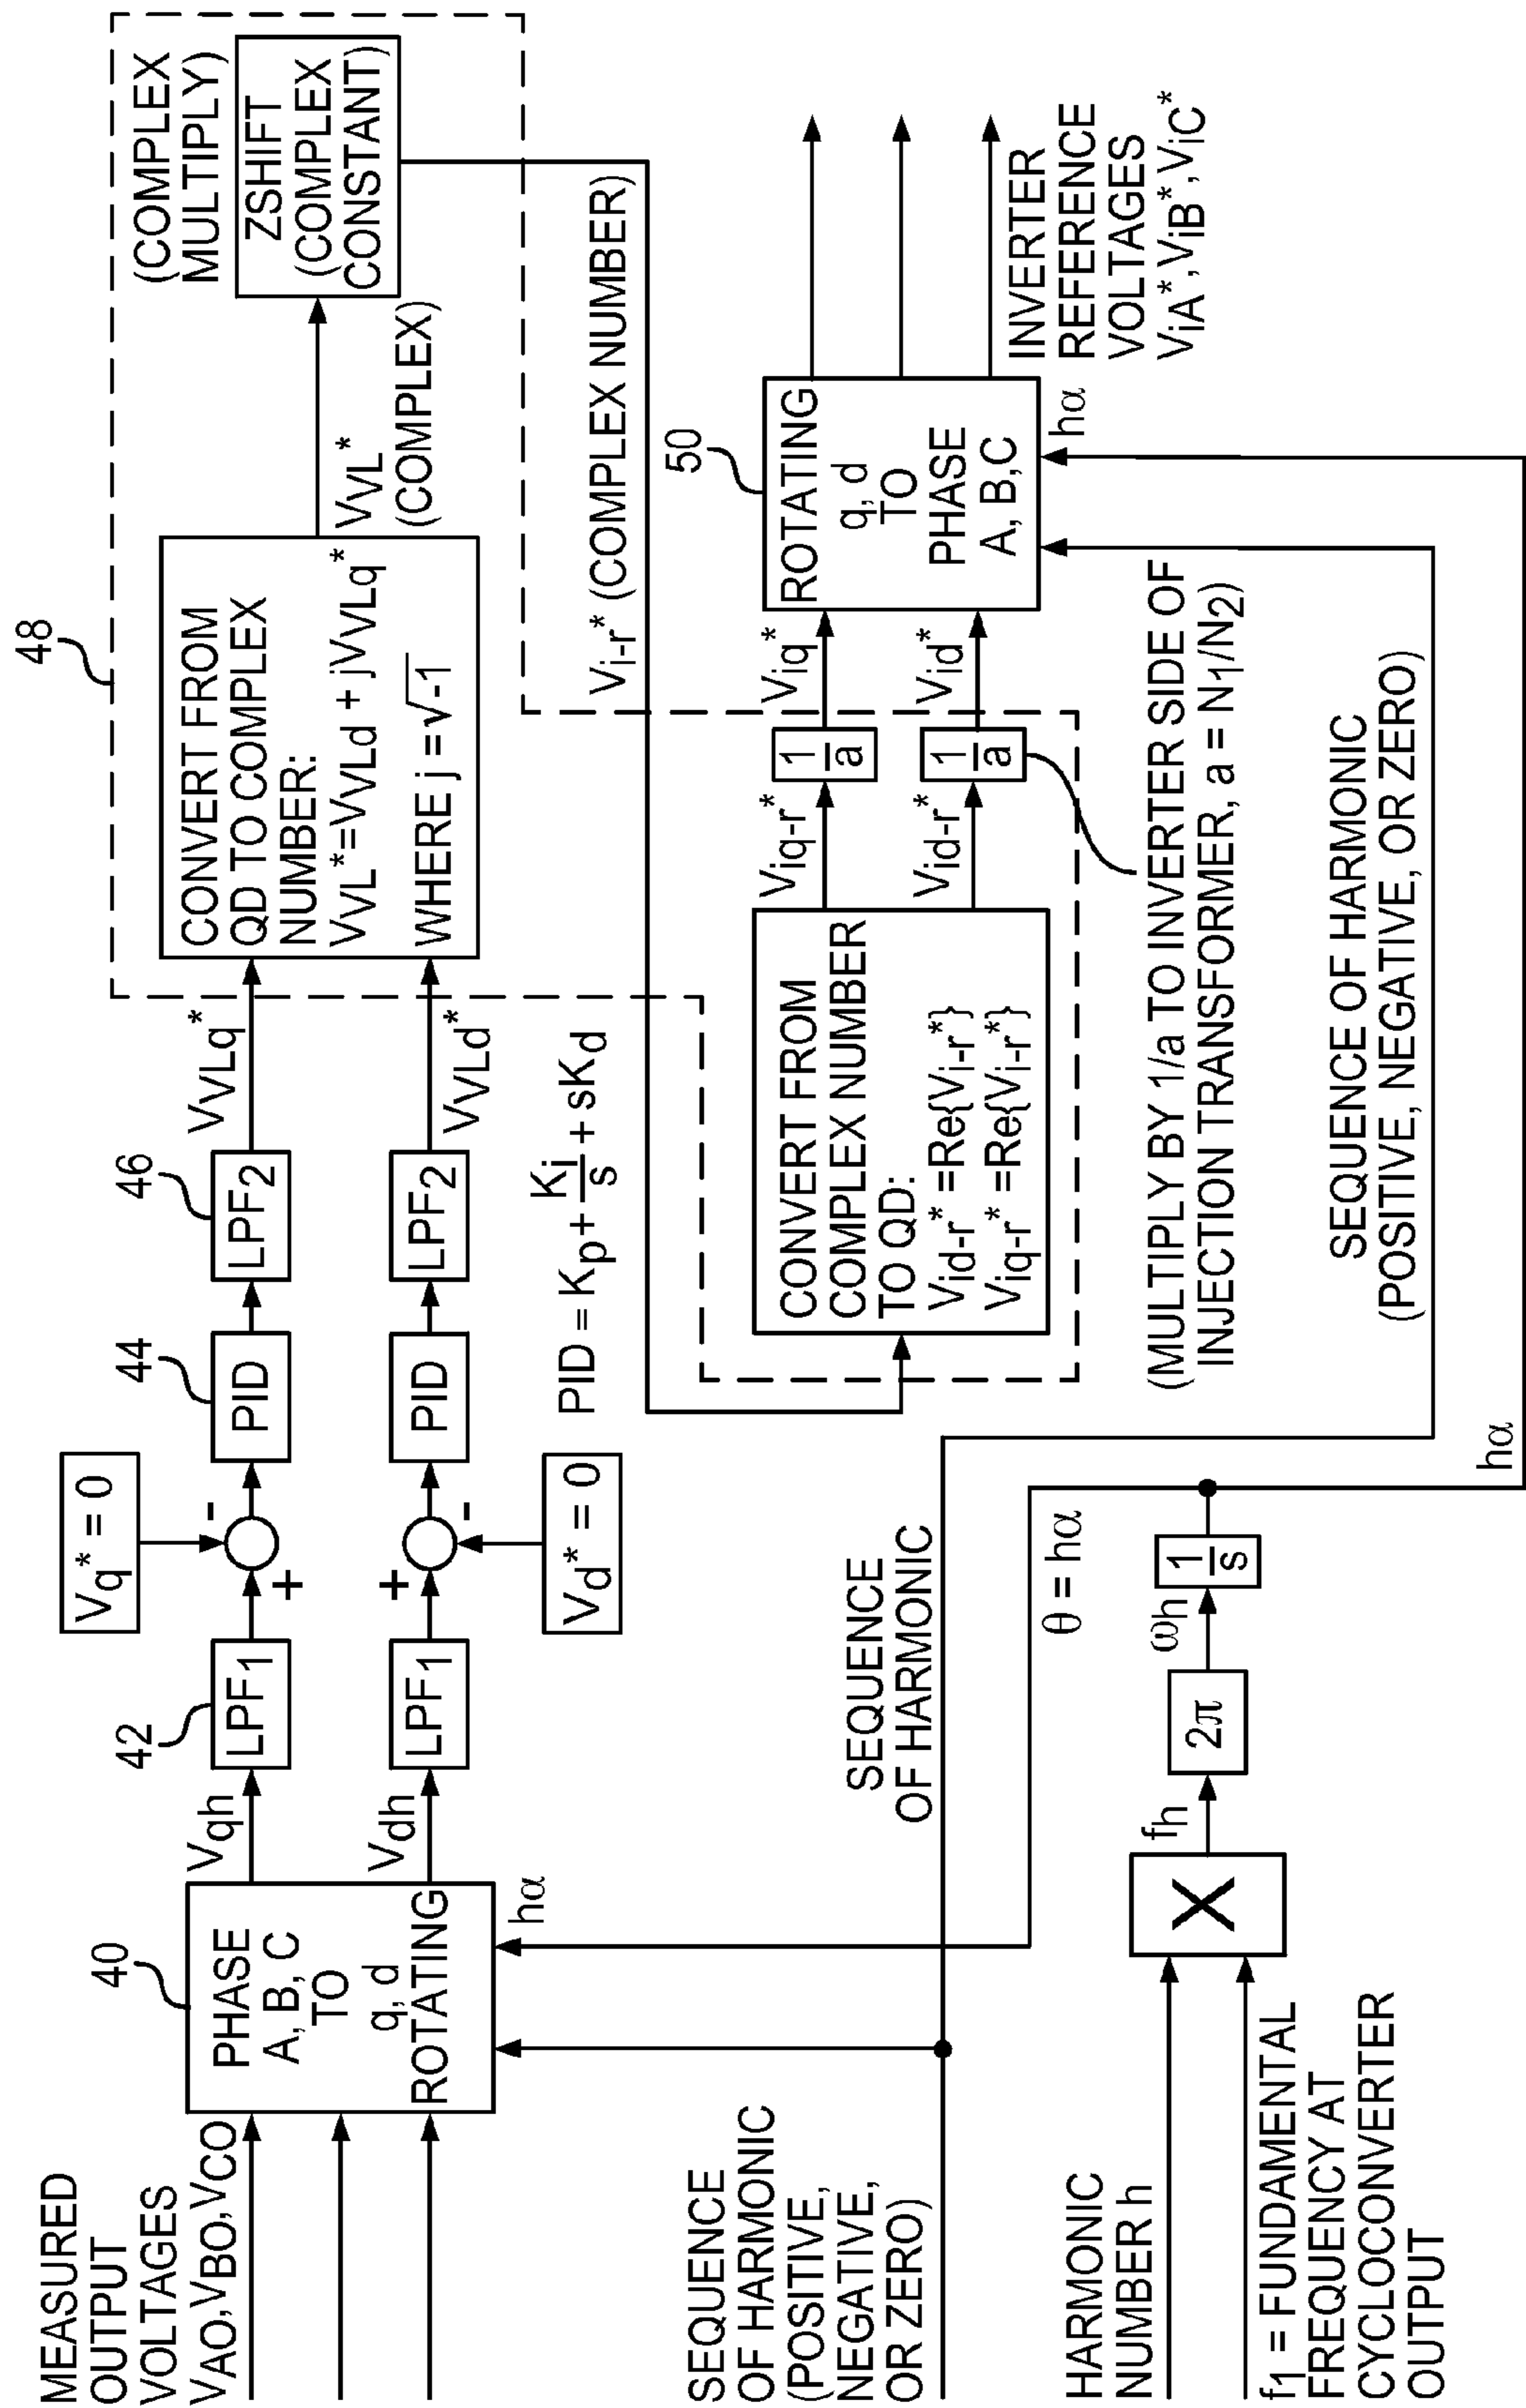 MEASURED
OUTPUT
VOLTAGES
VAO,VBO,VCO
40
PHASE
A, B, C
TO
q, d
ROTATING
hα
Vqh
Vdh
42
LPF1
LPF1
Vq* = 0
-
+
+
-
Vd* = 0
44
PID
PID
46
LPF2
LPF2
PID = Kp + Ki/s + sKd
VVLq*
VVLd*
48
CONVERT FROM
QD TO COMPLEX
NUMBER:
VVL*=VVLd + jVVLq*
WHERE j = √-1
VVL*
(COMPLEX)
(COMPLEX
MULTIPLY)
ZSHIFT
(COMPLEX
CONSTANT)
Vi-r* (COMPLEX NUMBER)
CONVERT FROM
COMPLEX NUMBER
TO QD:
Vid-r* =Re{Vi-r*}
Viq-r* =Re{Vi-r*}
Viq-r*
Vid-r*
1/a
1/a
Viq*
Vid*
50
ROTATING
q, d
TO
PHASE
A, B,C
hα
INVERTER
REFERENCE
VOLTAGES
ViA*,ViB*,ViC*
(MULTIPLY BY 1/a TO INVERTER SIDE OF
INJECTION TRANSFORMER, a = N1/N2)
SEQUENCE
OF HARMONIC
(POSITIVE,
NEGATIVE,
OR ZERO)
SEQUENCE
OF HARMONIC
SEQUENCE OF HARMONIC
(POSITIVE, NEGATIVE, OR ZERO)
HARMONIC
NUMBER h
f1 = FUNDAMENTAL
FREQUENCY AT
CYCLOCONVERTER
OUTPUT
X
fh
2π
ωh
1/s
θ = hα
hα